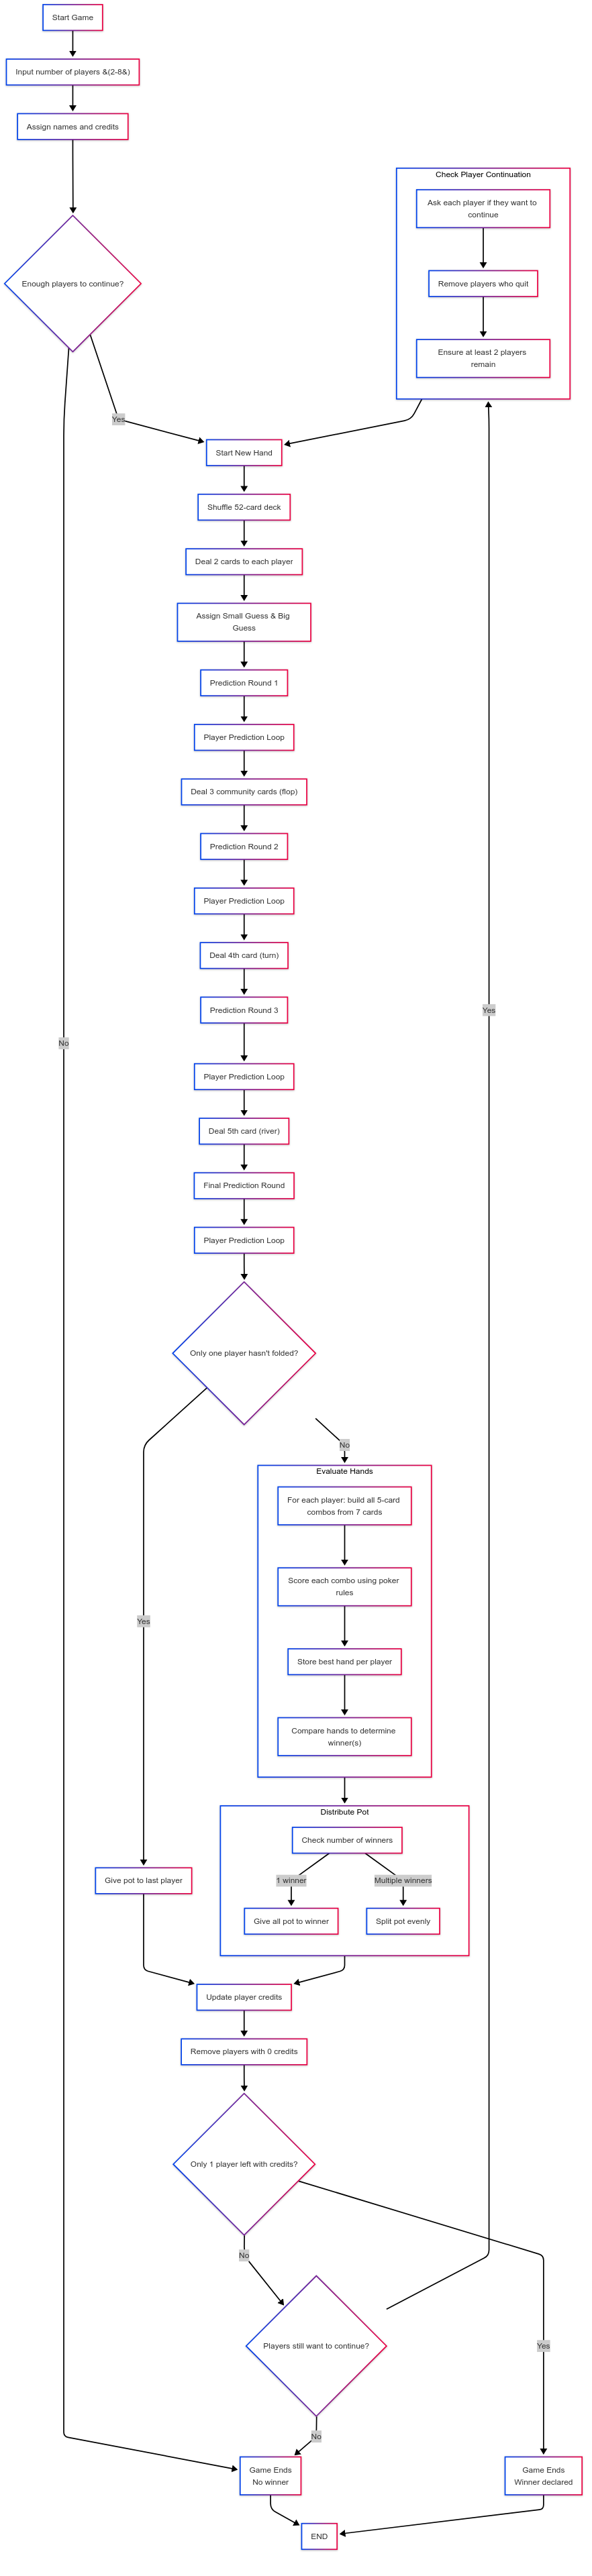 Start Game
Input number of players &(2-8&)
Assign names and credits
Enough players to continue?
Check Player Continuation
Ask each player if they want to
continue
Remove players who quit
Ensure at least 2 players
remain
Yes
Start New Hand
Shuffle 52-card deck
Deal 2 cards to each player
Assign Small Guess & Big
Guess
Prediction Round 1
Player Prediction Loop
Deal 3 community cards (flop)
Prediction Round 2
Player Prediction Loop
Deal 4th card (turn)
Prediction Round 3
Yes
No
Player Prediction Loop
Deal 5th card (river)
Final Prediction Round
Player Prediction Loop
Only one player hasn't folded?
No
Evaluate Hands
For each player: build all 5-card
combos from 7 cards
Score each combo using poker
rules
Yes
Store best hand per player
Compare hands to determine
winner(s)
Distribute Pot
Check number of winners
1 winner
Multiple winners
Give pot to last player
Give all pot to winner
Split pot evenly
Update player credits
Remove players with 0 credits
Only 1 player left with credits?
No
Players still want to continue?
Yes
No
Game Ends
No winner
Game Ends
Winner declared
END